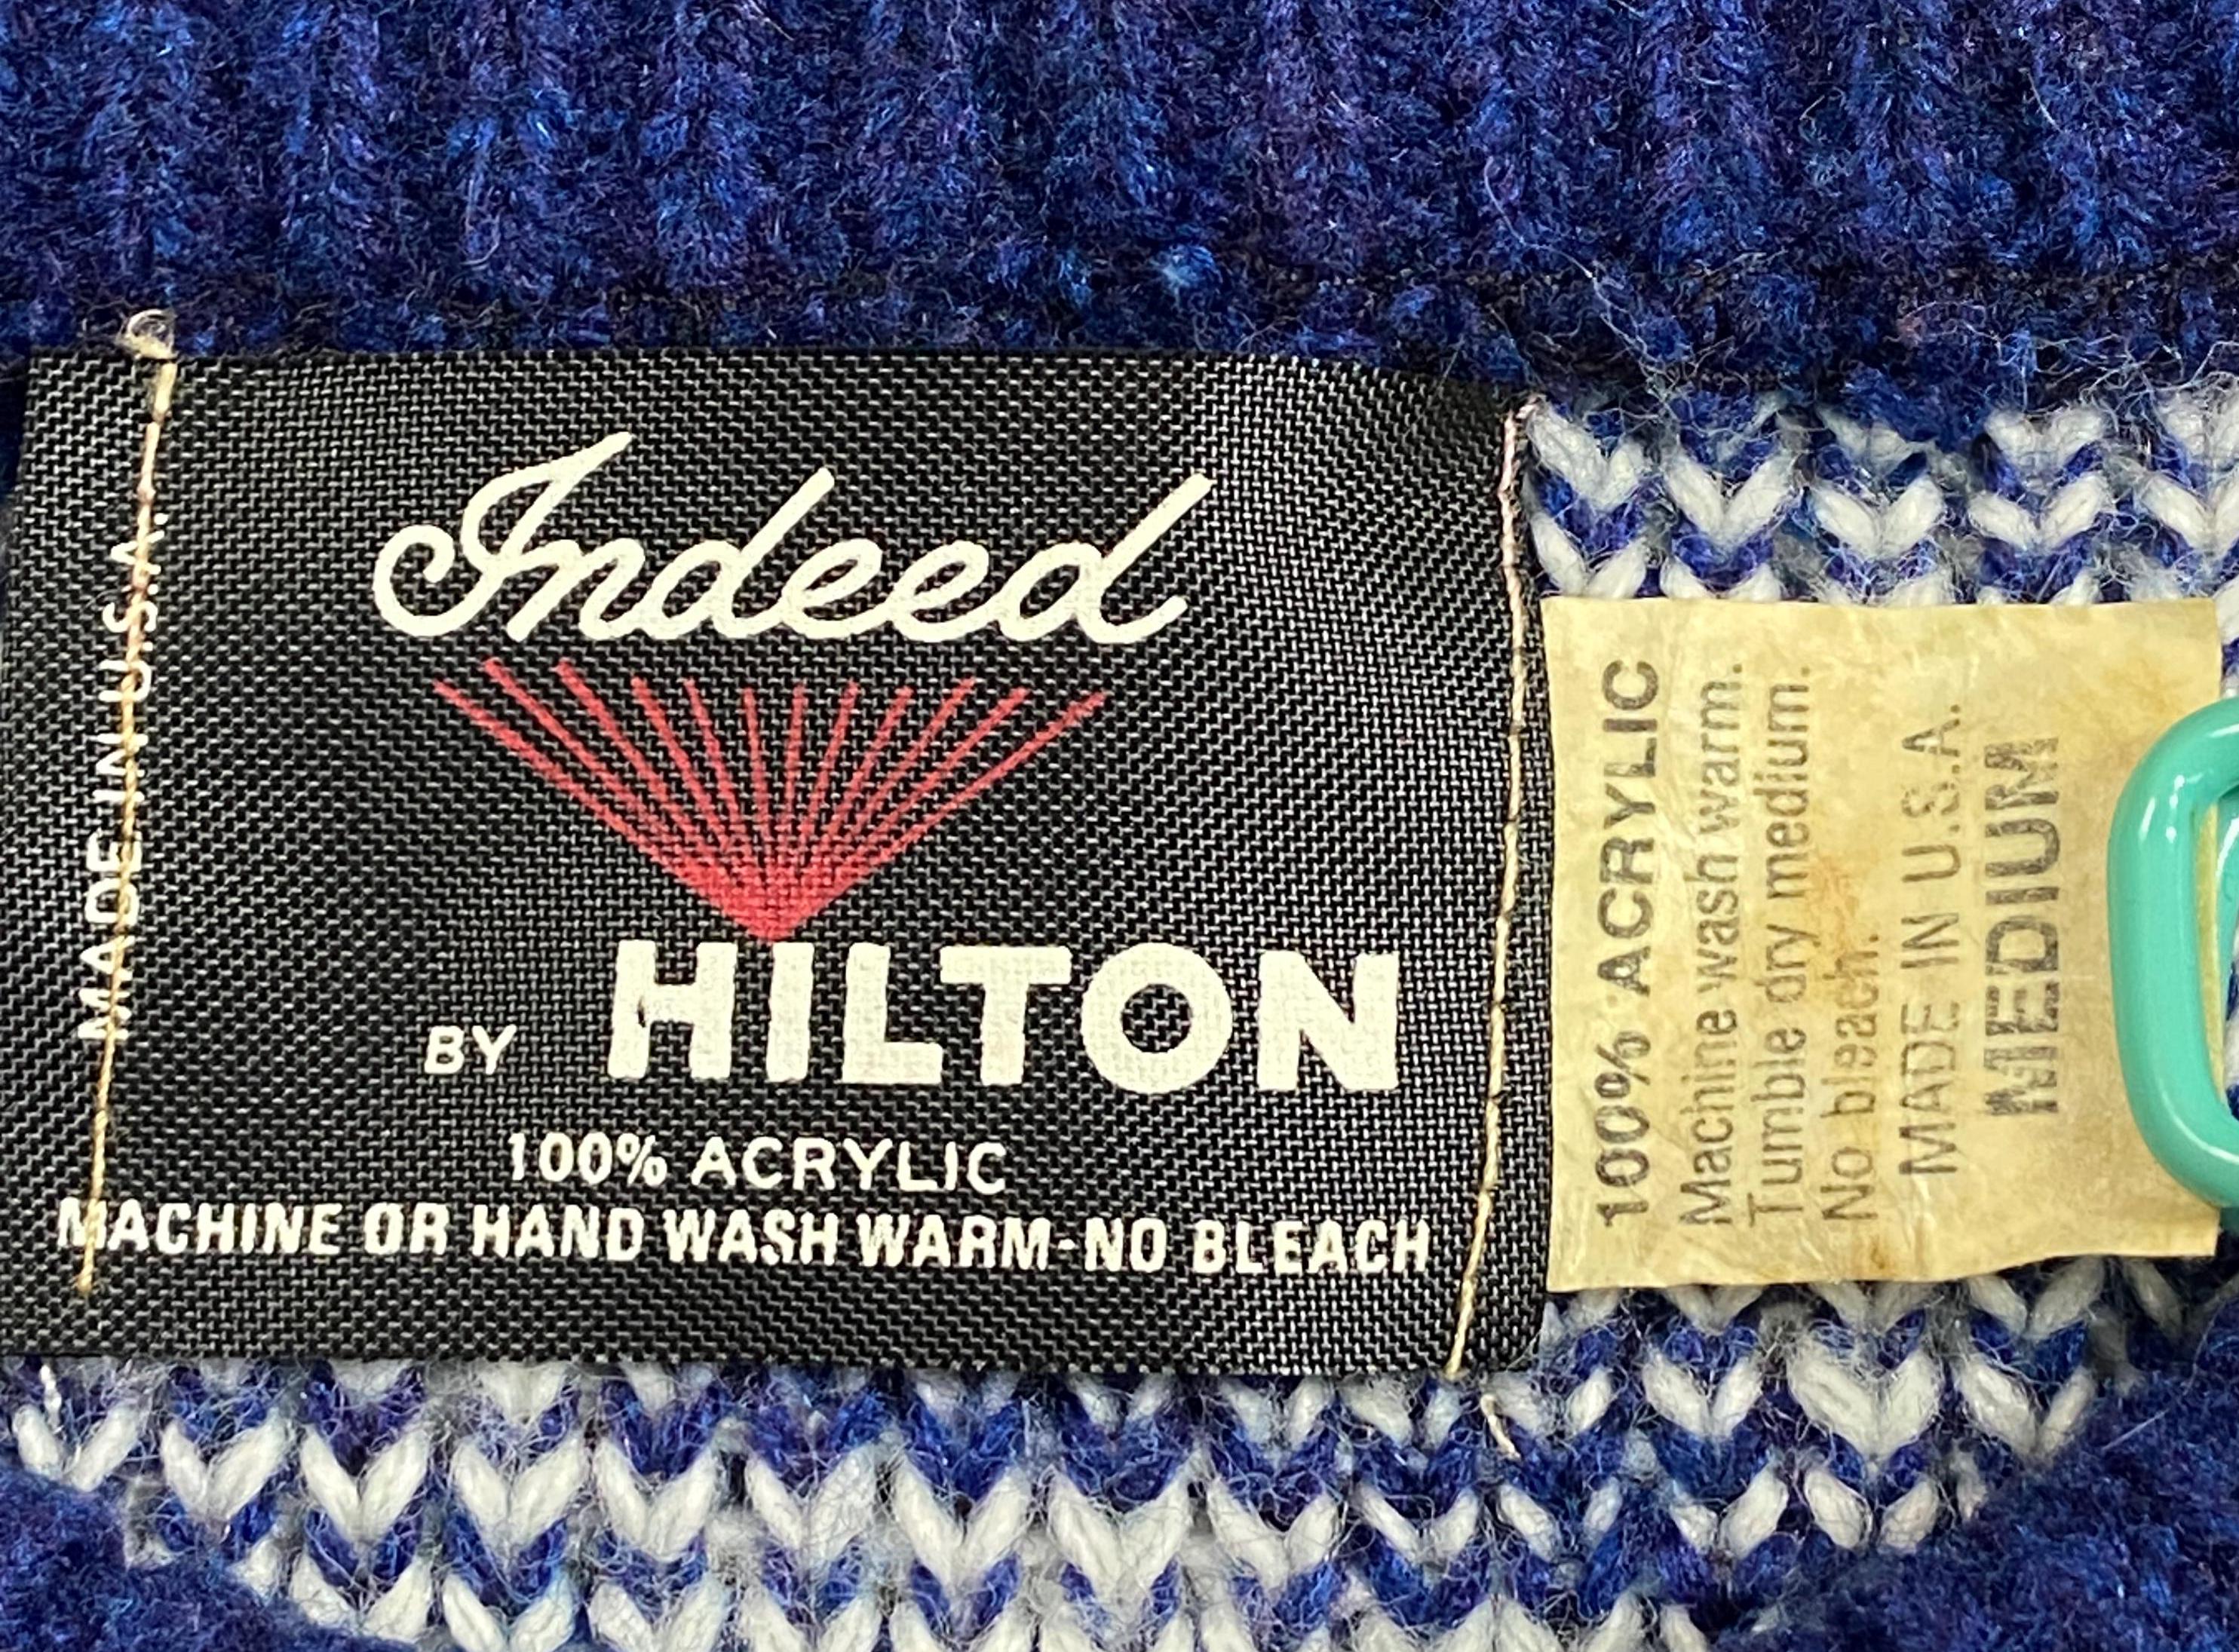 MADE IN U.S.A.
Indeed
BY HILTON
100% ACRYLIC
MACHINE OR HAND WASH WARM-NO BLEACH
100% ACRYLIC
Machine wash warm.
Tumble dry medium.
No bleach.
MADE IN U.S.A.
MEDIUM